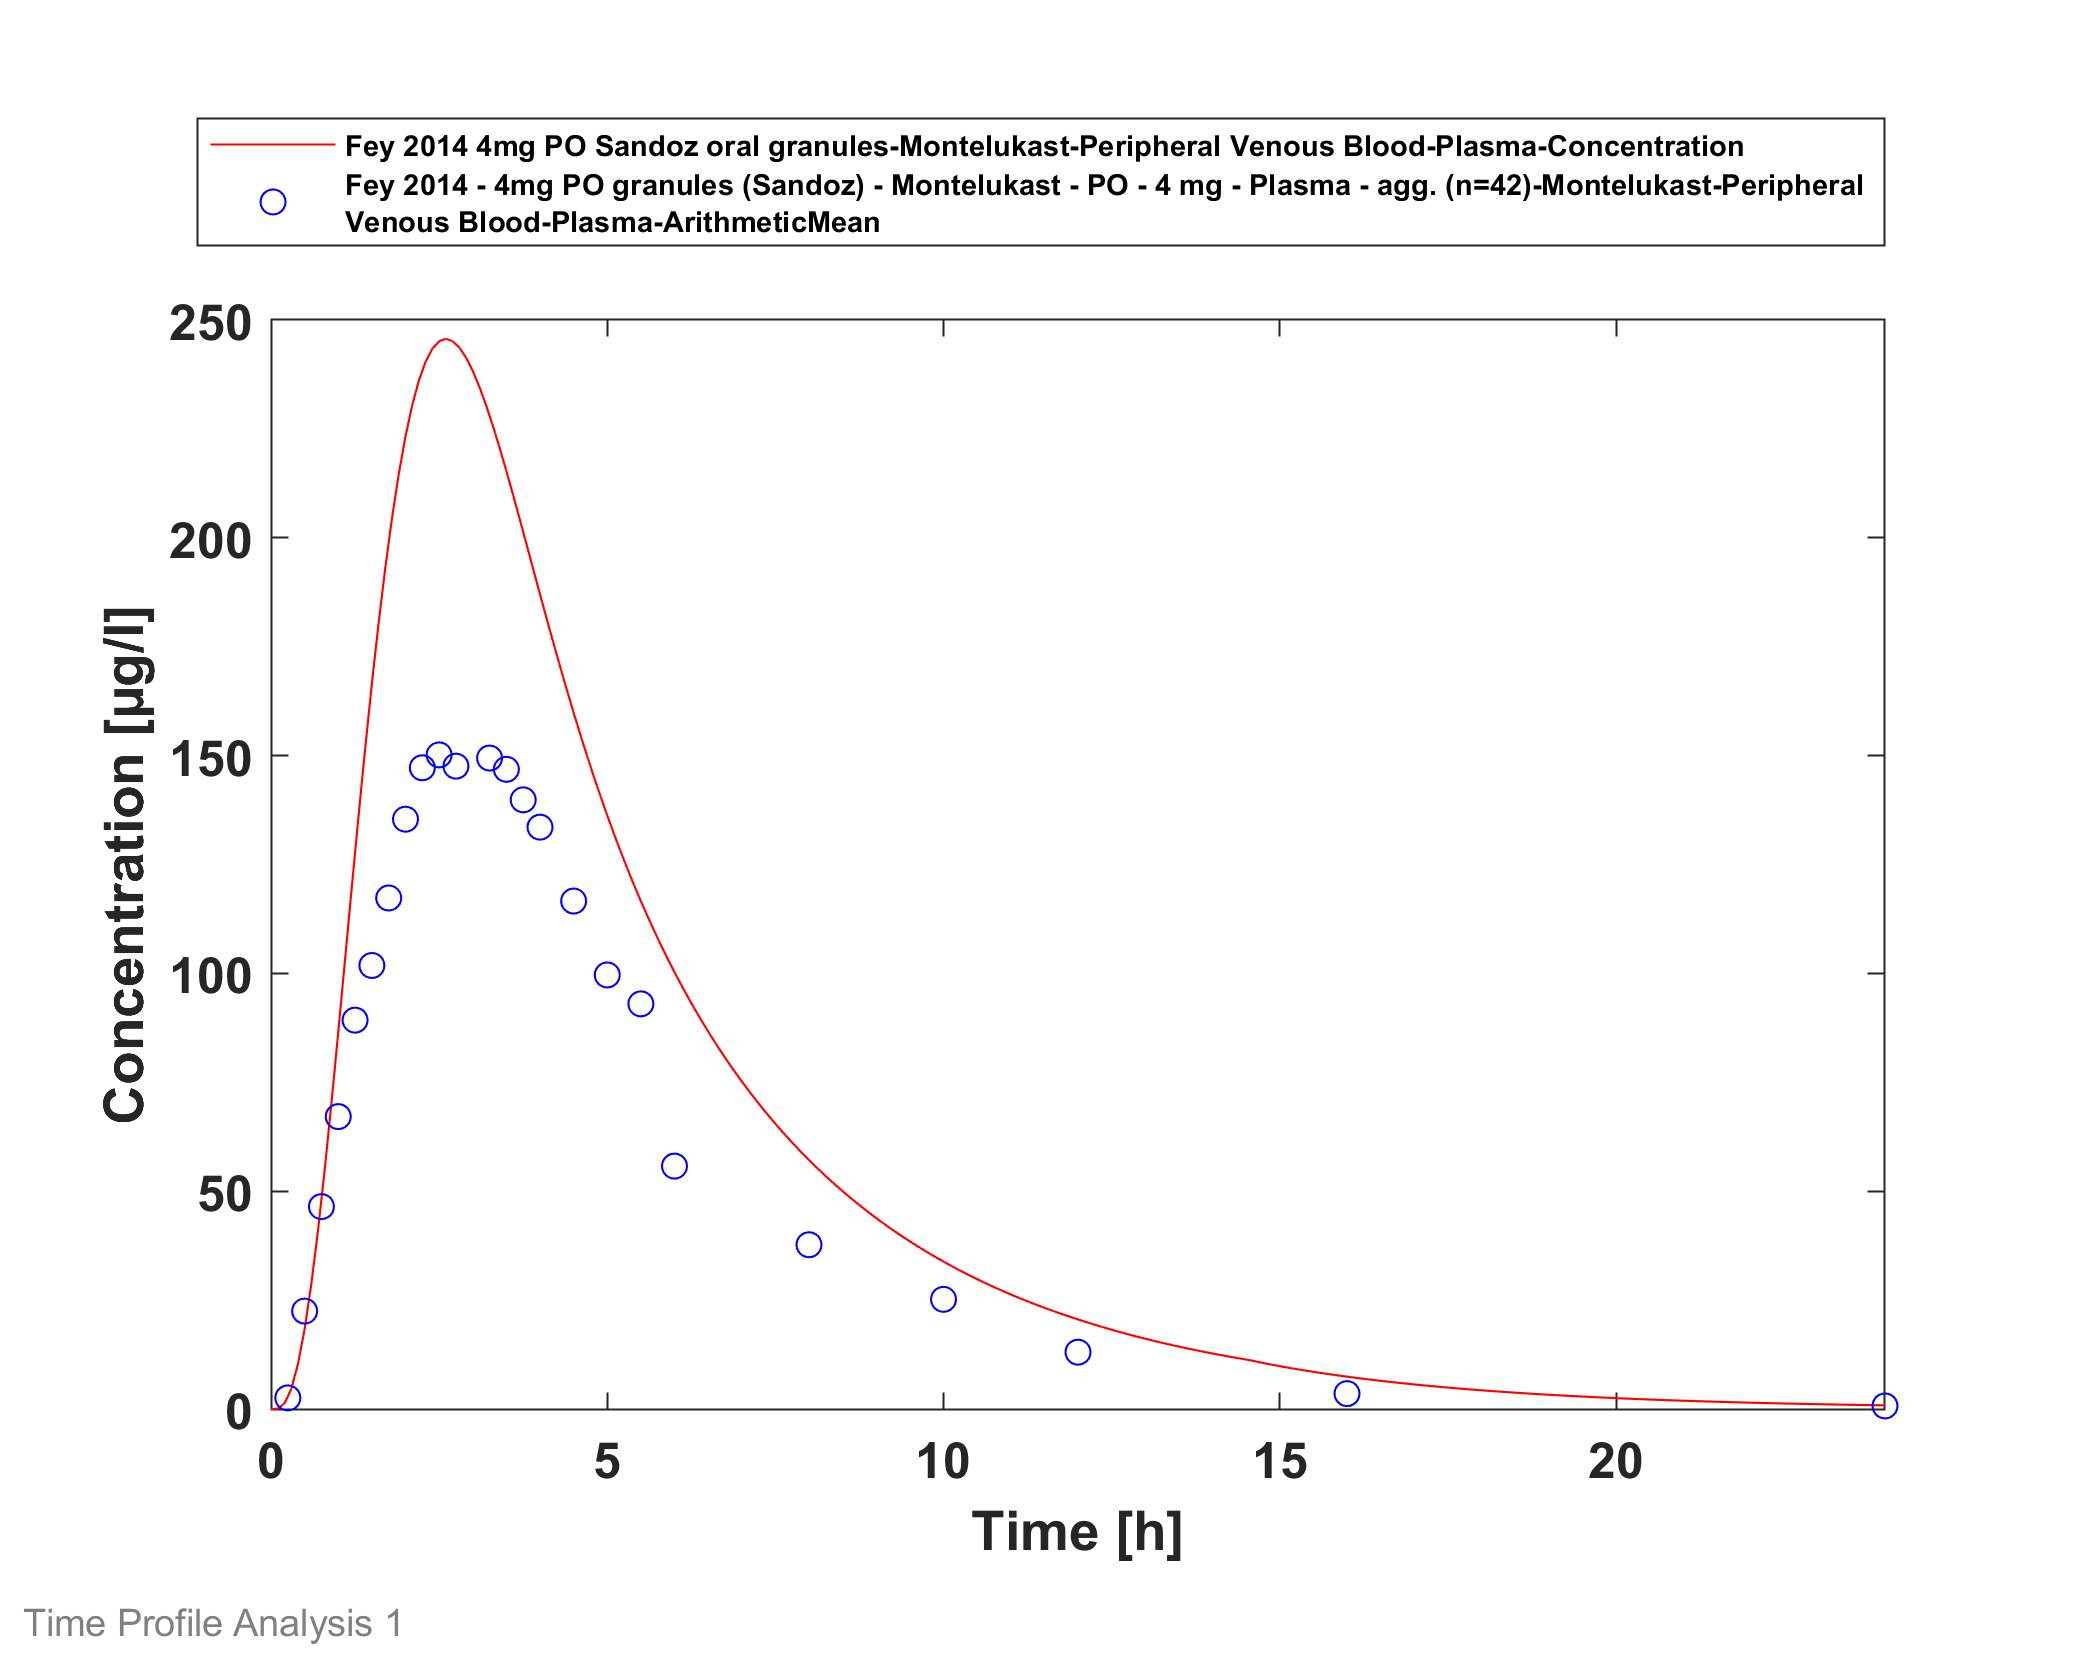 Fey 2014 4mg PO Sandoz oral granules-Montelukast-Peripheral Venous Blood-Plasma-Concentration
Fey 2014 - 4mg PO granules (Sandoz) - Montelukast - PO - 4 mg - Plasma - agg. (n=42)-Montelukast-Peripheral
Venous Blood-Plasma-ArithmeticMean
250
200
150
100
50
0
Concentration [µg/l]
0 5 10 15 20
Time [h]
Time Profile Analysis 1